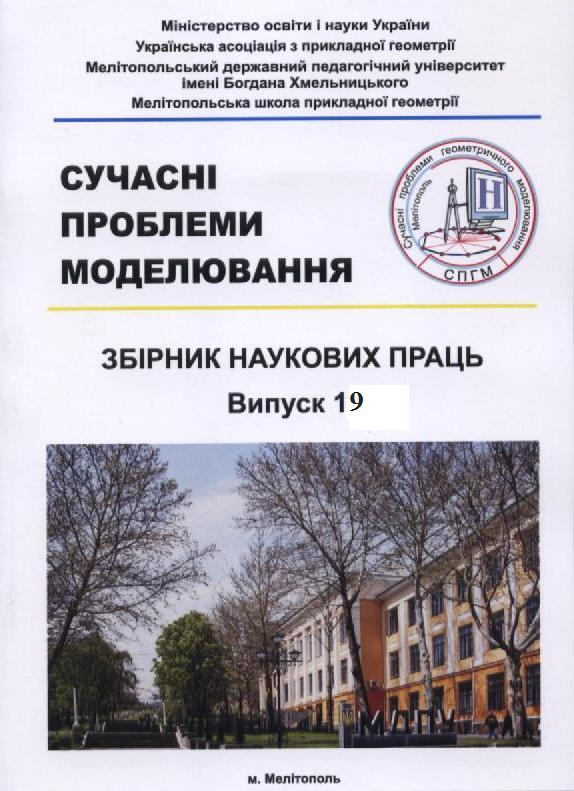 Міністерство освіти і науки України
Українська асоціація з прикладної геометрії
Мелітопольський державний педагогічний університет
імені Богдана Хмельницького
Мелітопольська школа прикладної геометрії
СУЧАСНІ
ПРОБЛЕМИ
МОДЕЛЮВАННЯ
Сучасні проблеми геометричного моделювання
Мелітополь
Н
СПГМ
ЗБІРНИК НАУКОВИХ ПРАЦЬ
Випуск 19
МДПУ
м. Мелітополь